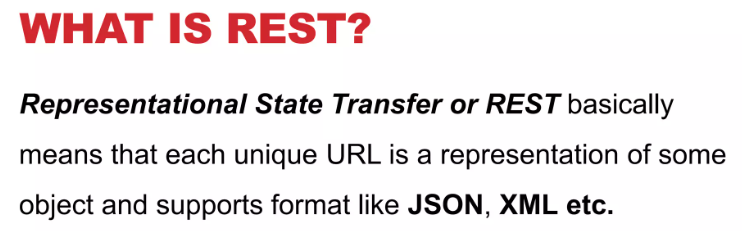 WHAT IS REST?
Representational State Transfer or REST basically
means that each unique URL is a representation of some
object and supports format like JSON, XML etc.